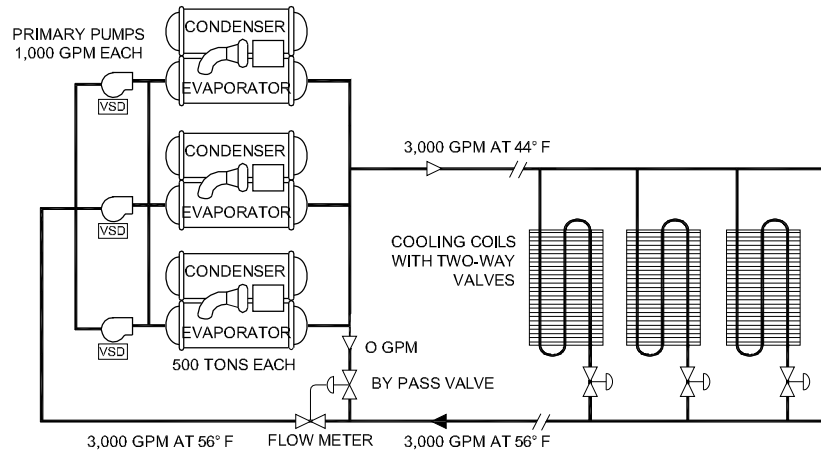 PRIMARY PUMPS
1,000 GPM EACH
VSD
VSD
VSD
CONDENSER
EVAPORATOR
CONDENSER
EVAPORATOR
CONDENSER
EVAPORATOR
500 TONS EACH
3,000 GPM AT 44° F
COOLING COILS
WITH TWO-WAY
VALVES
O GPM
BY PASS VALVE
3,000 GPM AT 56° F
FLOW METER
3,000 GPM AT 56° F